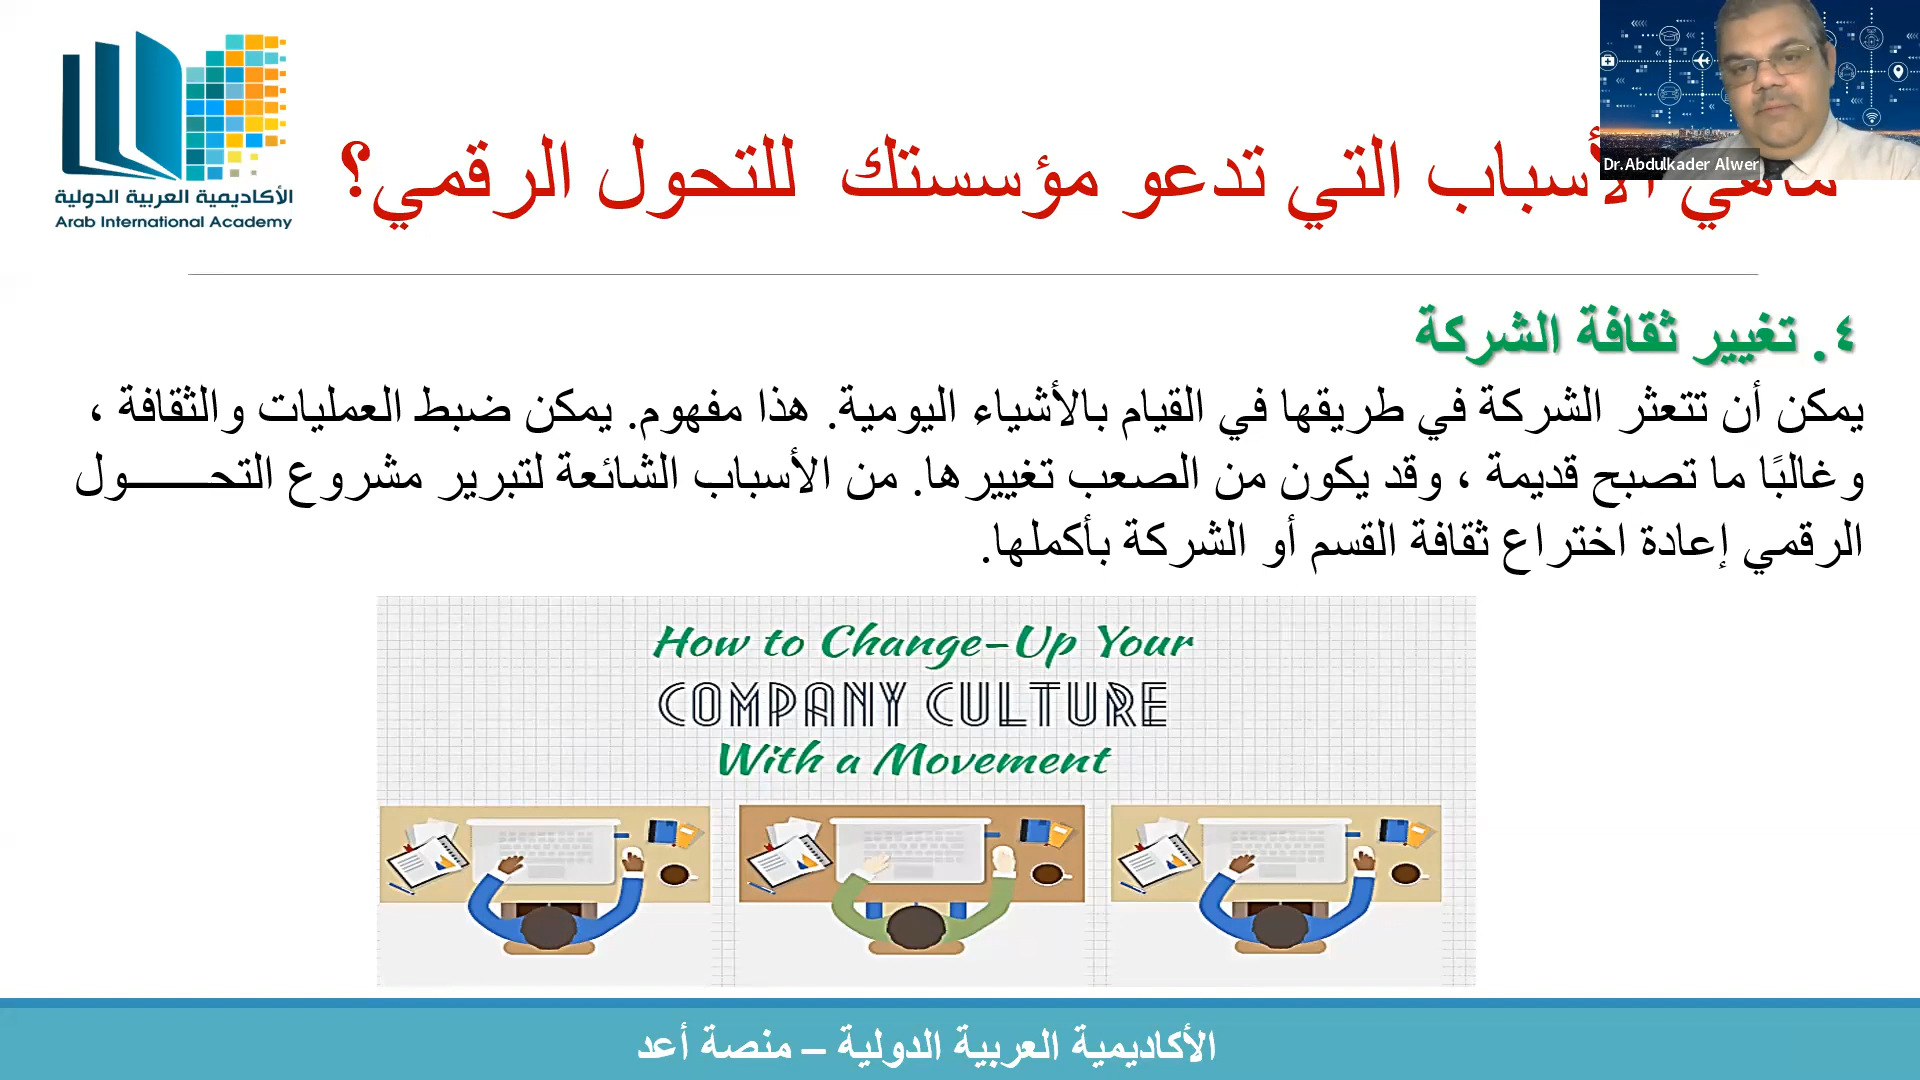 الأكاديمية العربية الدولية
Arab International Academy
ماهي الأسباب التي تدعو مؤسستك للتحول الرقمي؟
Dr.Abdulkader Alwer
٤. تغيير ثقافة الشركة
يمكن أن تتعثر الشركة في طريقها في القيام بالأشياء اليومية. هذا مفهوم. يمكن ضبط العمليات والثقافة ،
وغالبًا ما تصبح قديمة ، وقد يكون من الصعب تغييرها. من الأسباب الشائعة لتبرير مشروع التحـــــــول
الرقمي إعادة اختراع ثقافة القسم أو الشركة بأكملها.
How to Change-Up Your
COMPANY CULTURE
With a Movement
الأكاديمية العربية الدولية – منصة أعد